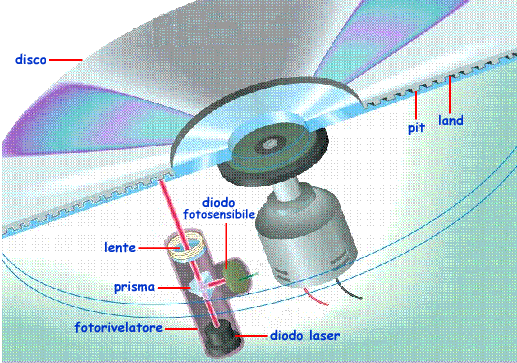 disco
land
pit
diodo
fotosensibile
lente
prisma
fotorivelatore
diodo laser